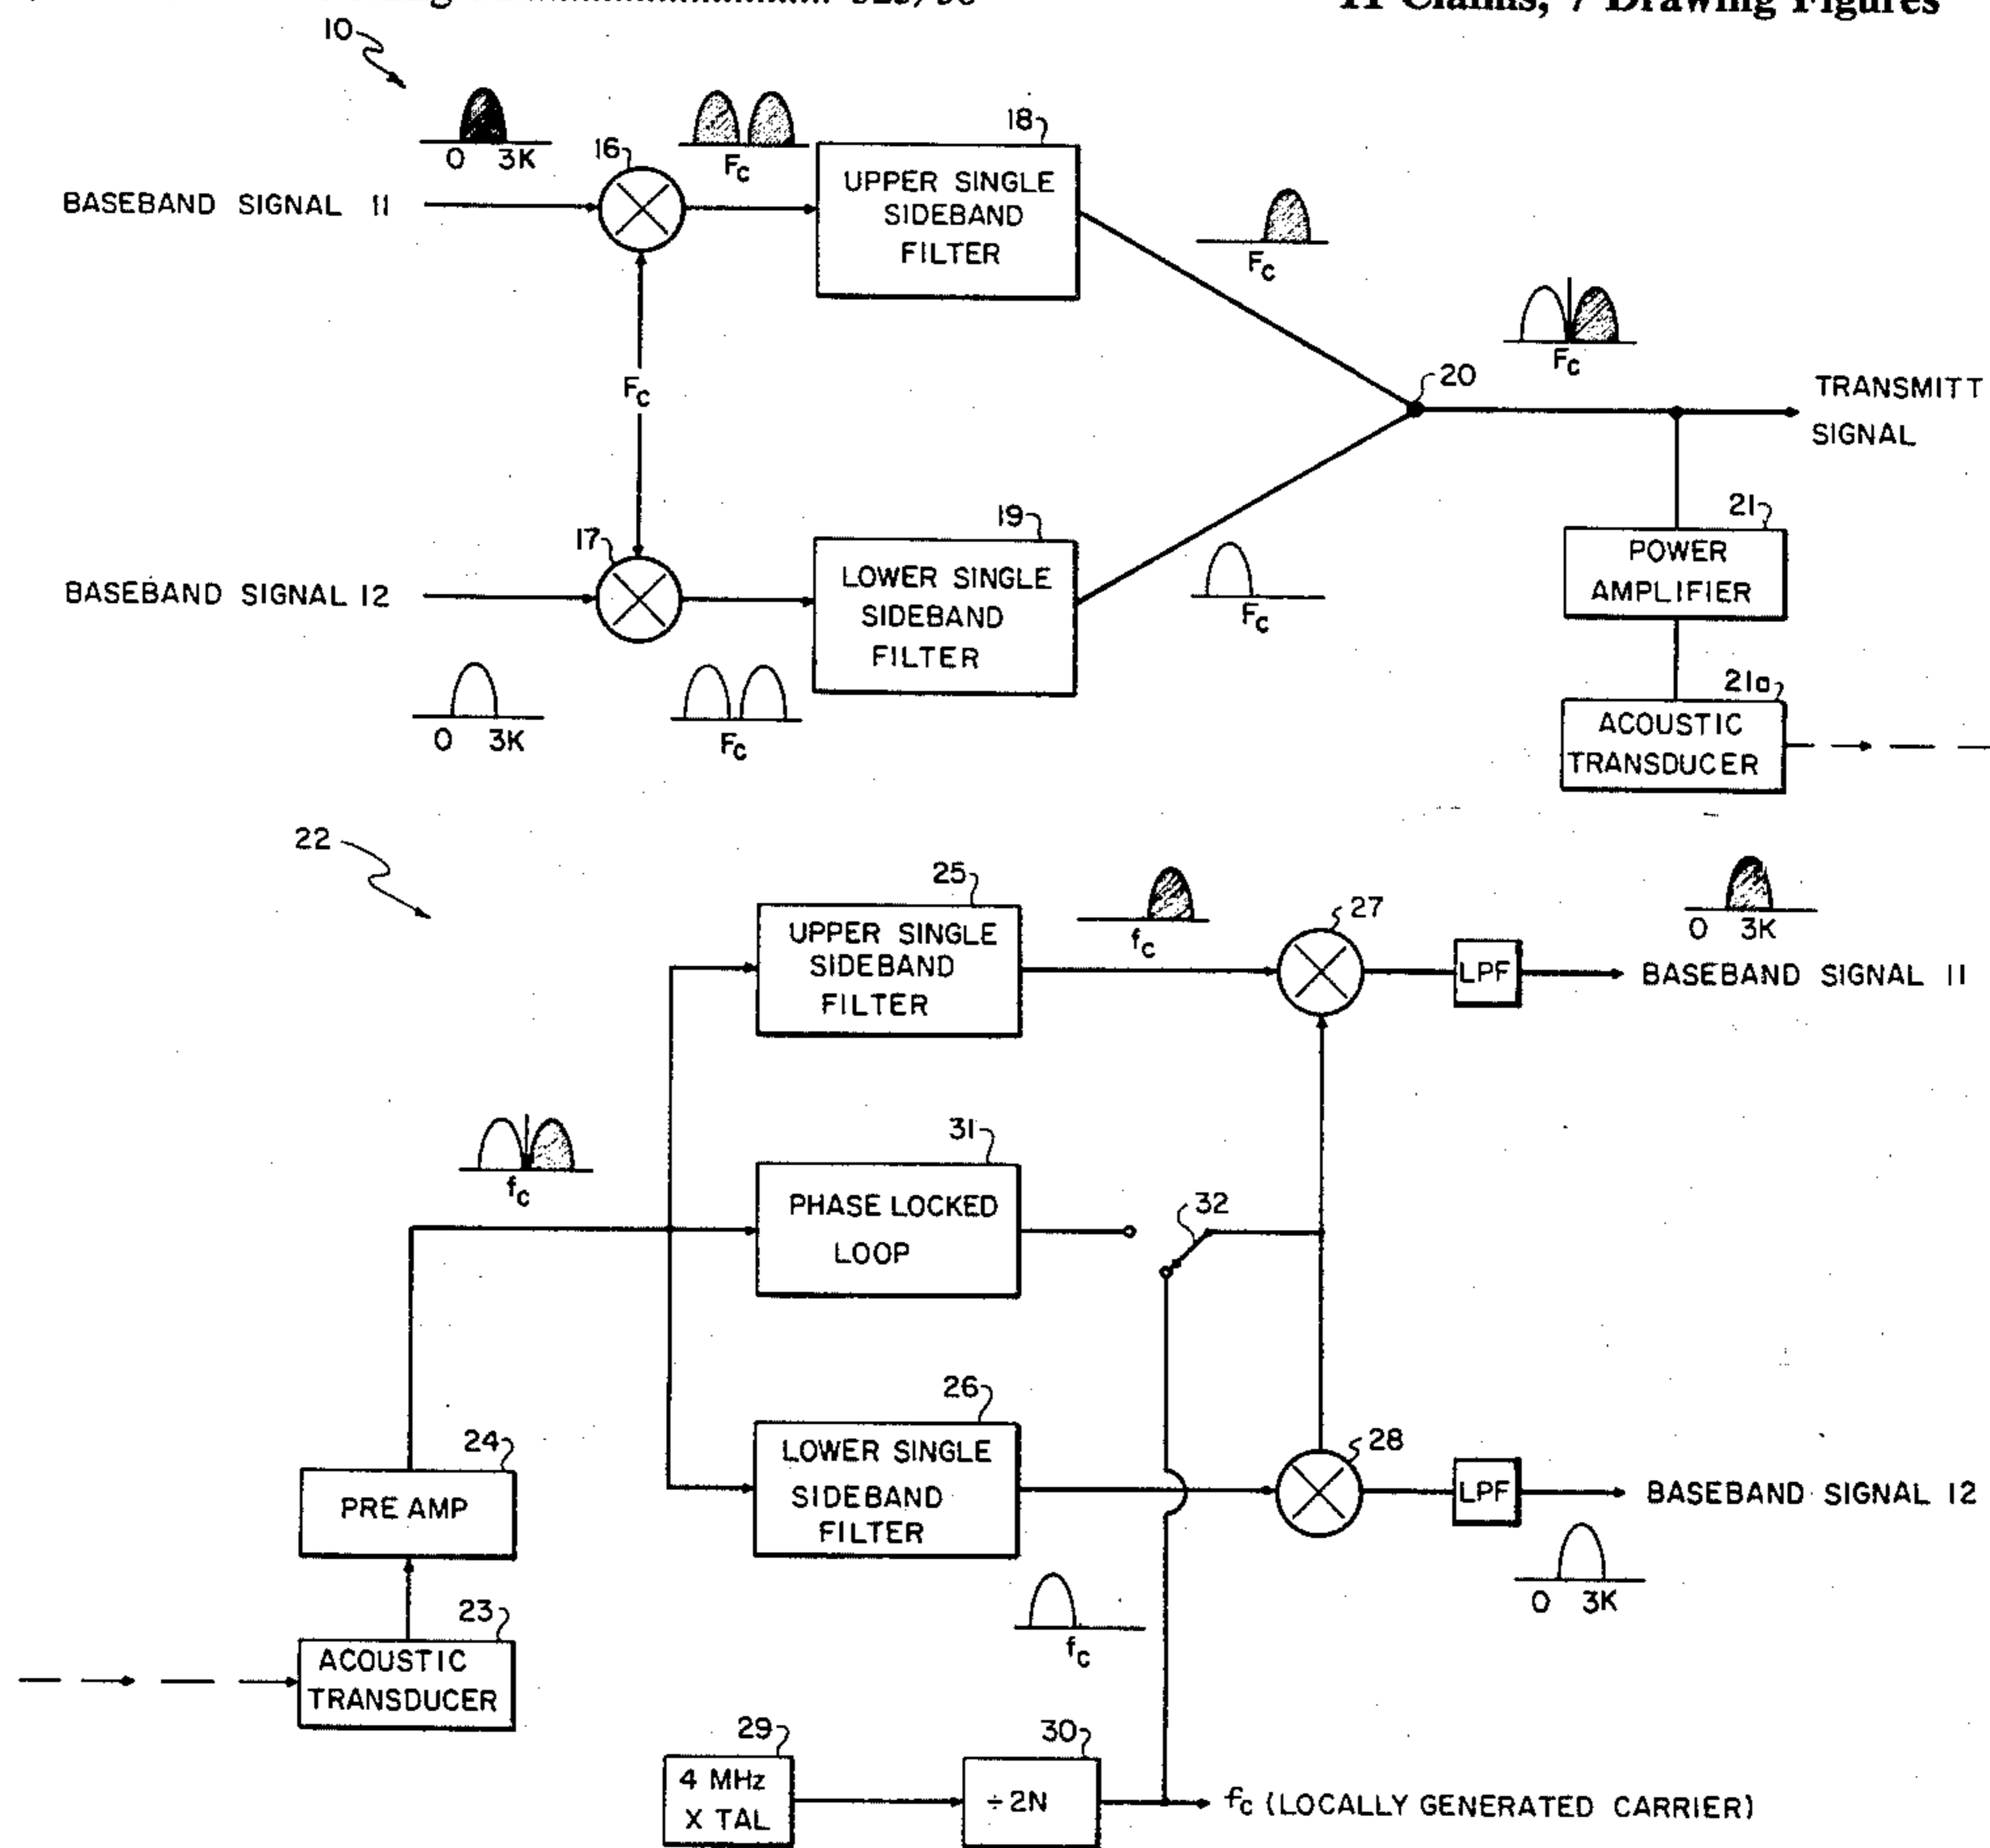 11 Claims, 7 Drawing Figures
10
0 3K
16
Fc
18
UPPER SINGLE
SIDEBAND
FILTER
BASEBAND SIGNAL 11
Fc
Fc
Fc
20
TRANSMITT
SIGNAL
17
19
LOWER SINGLE
SIDEBAND
FILTER
BASEBAND SIGNAL 12
0 3K
Fc
Fc
21
POWER
AMPLIFIER
21a
ACOUSTIC
TRANSDUCER
22
25
UPPER SINGLE
SIDEBAND
FILTER
fc
27
0 3K
LPF
BASEBAND SIGNAL 11
fc
31
PHASE LOCKED
LOOP
32
26
LOWER SINGLE
SIDEBAND
FILTER
28
LPF
BASEBAND SIGNAL 12
0 3K
fc
24
PRE AMP
23
ACOUSTIC
TRANSDUCER
29
4 MHz
X TAL
30
÷2N
fc (LOCALLY GENERATED CARRIER)